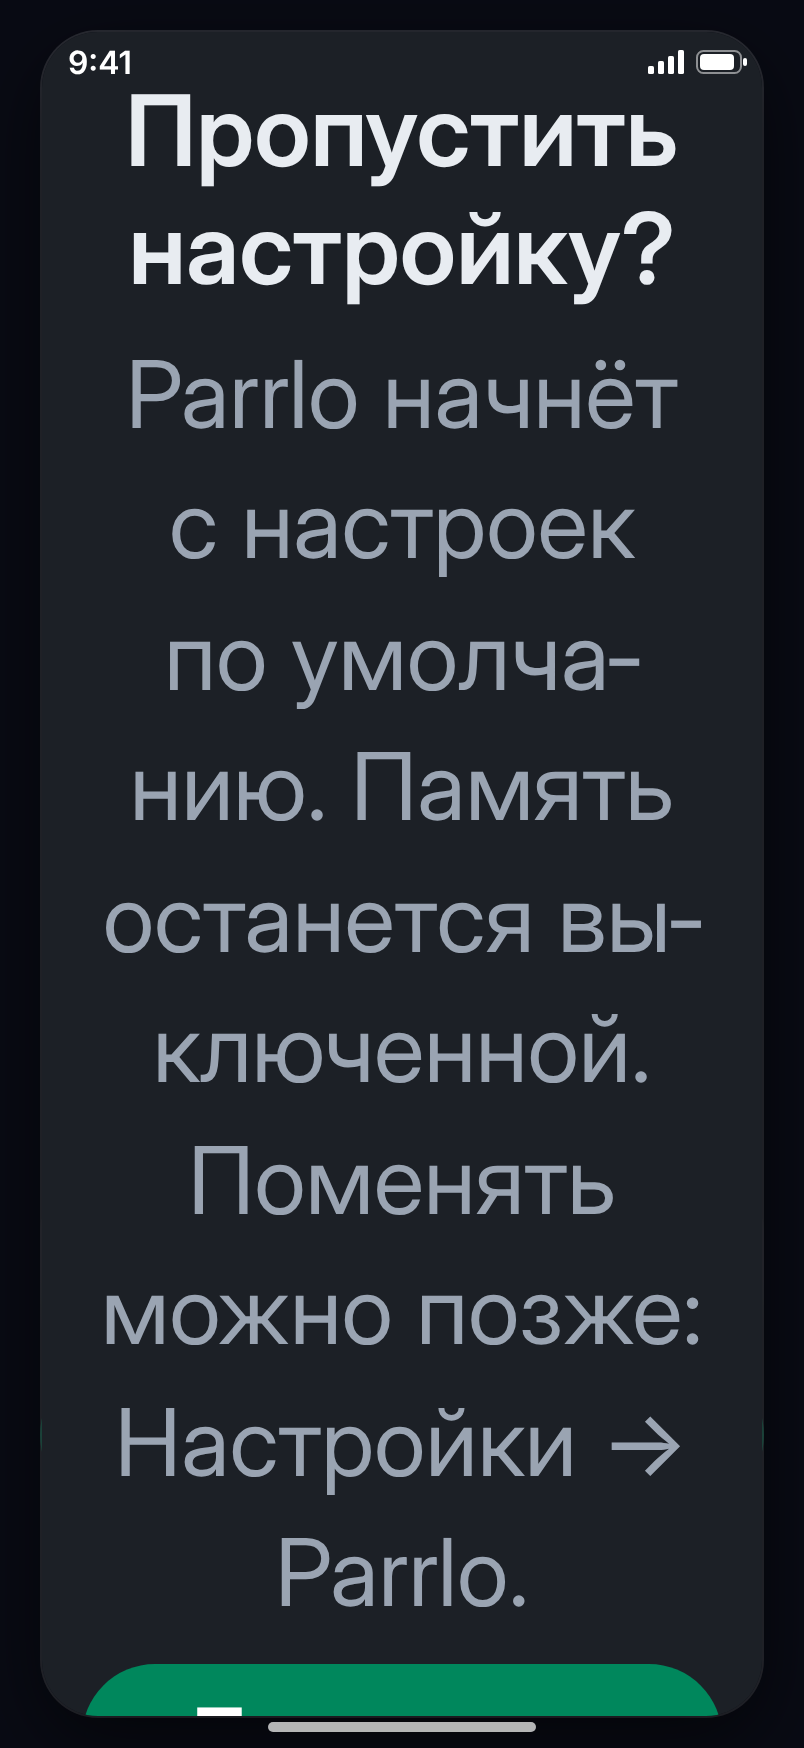 9:41
Пропустить
настройку?
Parrlo начнёт
с настроек
по умолча-
нию. Память
останется вы-
ключенной.
Поменять
можно позже:
Настройки →
Parrlo.